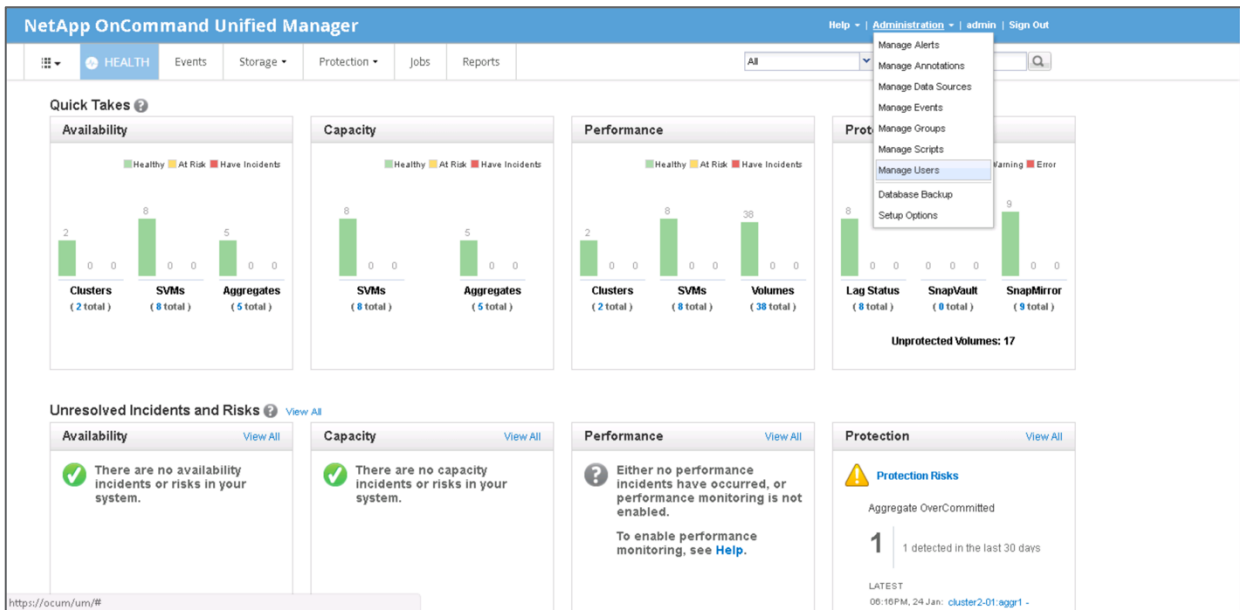 NetApp OnCommand Unified Manager
Help | Administration | admin | Sign Out
HEALTH Events Storage Protection Jobs Reports All
Manage Alerts
Manage Annotations
Manage Data Sources
Manage Events
Manage Groups
Manage Scripts
Manage Users
Database Backup
Setup Options
Quick Takes ?
Availability
Healthy At Risk Have Incidents
2 0 0 8 0 0 5 0 0
Clusters SVMs Aggregates
( 2 total ) ( 8 total ) ( 5 total )
Capacity
Healthy At Risk Have Incidents
8 0 0 5 0 0
SVMs Aggregates
( 8 total ) ( 5 total )
Performance
Healthy At Risk Have Incidents
2 0 0 8 0 0 38 0 0
Clusters SVMs Volumes
( 2 total ) ( 8 total ) ( 38 total )
Error
8 0 0 0 0 0 9 0 0
Lag Status SnapVault SnapMirror
( 8 total ) ( 0 total ) ( 9 total )
Unprotected Volumes: 17
Unresolved Incidents and Risks ? View All
Availability View All
There are no availability
incidents or risks in your
system.
Capacity View All
There are no capacity
incidents or risks in your
system.
Performance View All
? Either no performance
incidents have occurred, or
performance monitoring is not
enabled.
To enable performance
monitoring, see Help.
Protection View All
Protection Risks
Aggregate OverCommitted
1 1 detected in the last 30 days
LATEST
06:16PM, 24 Jan: cluster2-01:aggr1 -
https://ocum/um/#